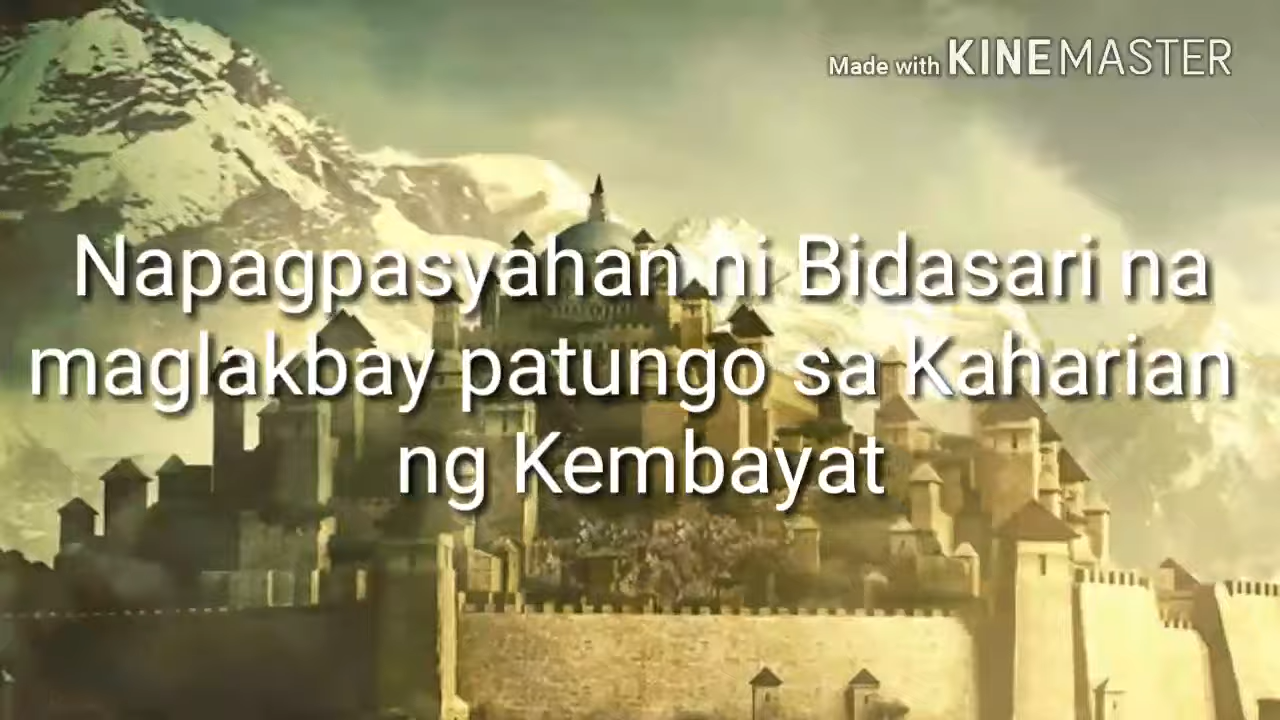 Made with KINEMASTER
Napagpasyahan ni Bidasari na
maglakbay patungo sa Kaharian
ng Kembayat